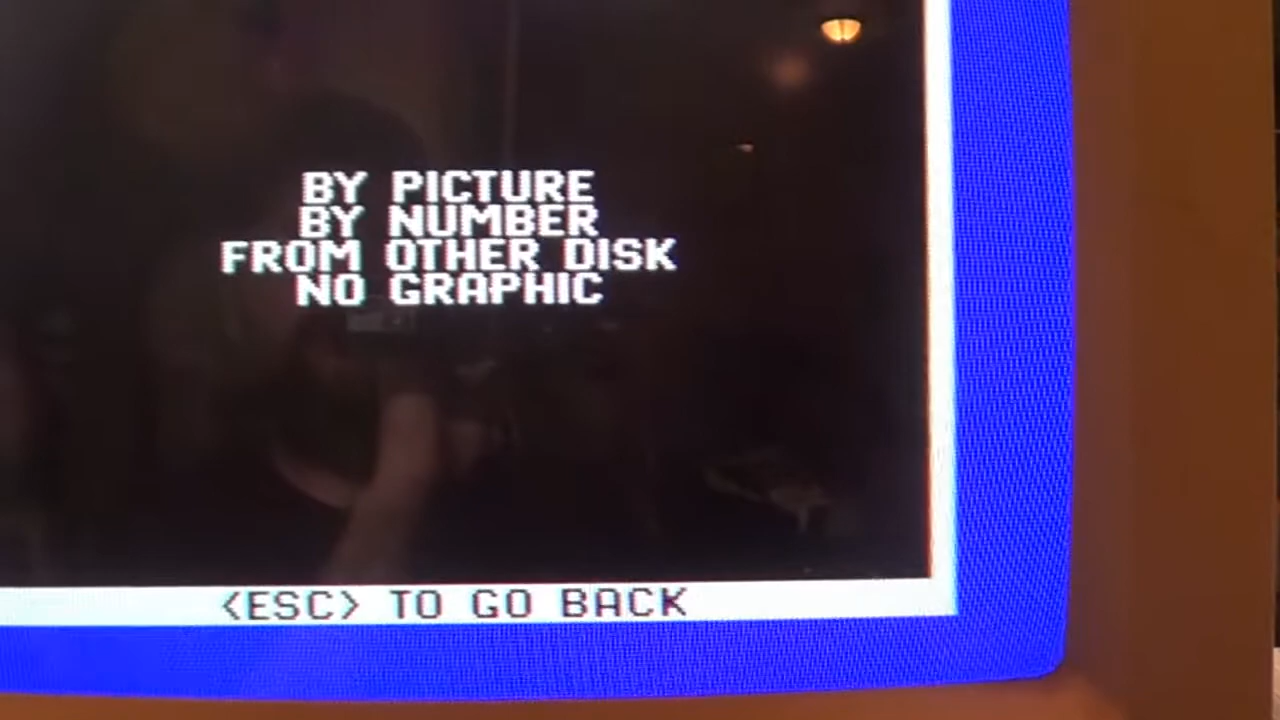 BY PICTURE
BY NUMBER
FROM OTHER DISK
NO GRAPHIC
<ESC> TO GO BACK